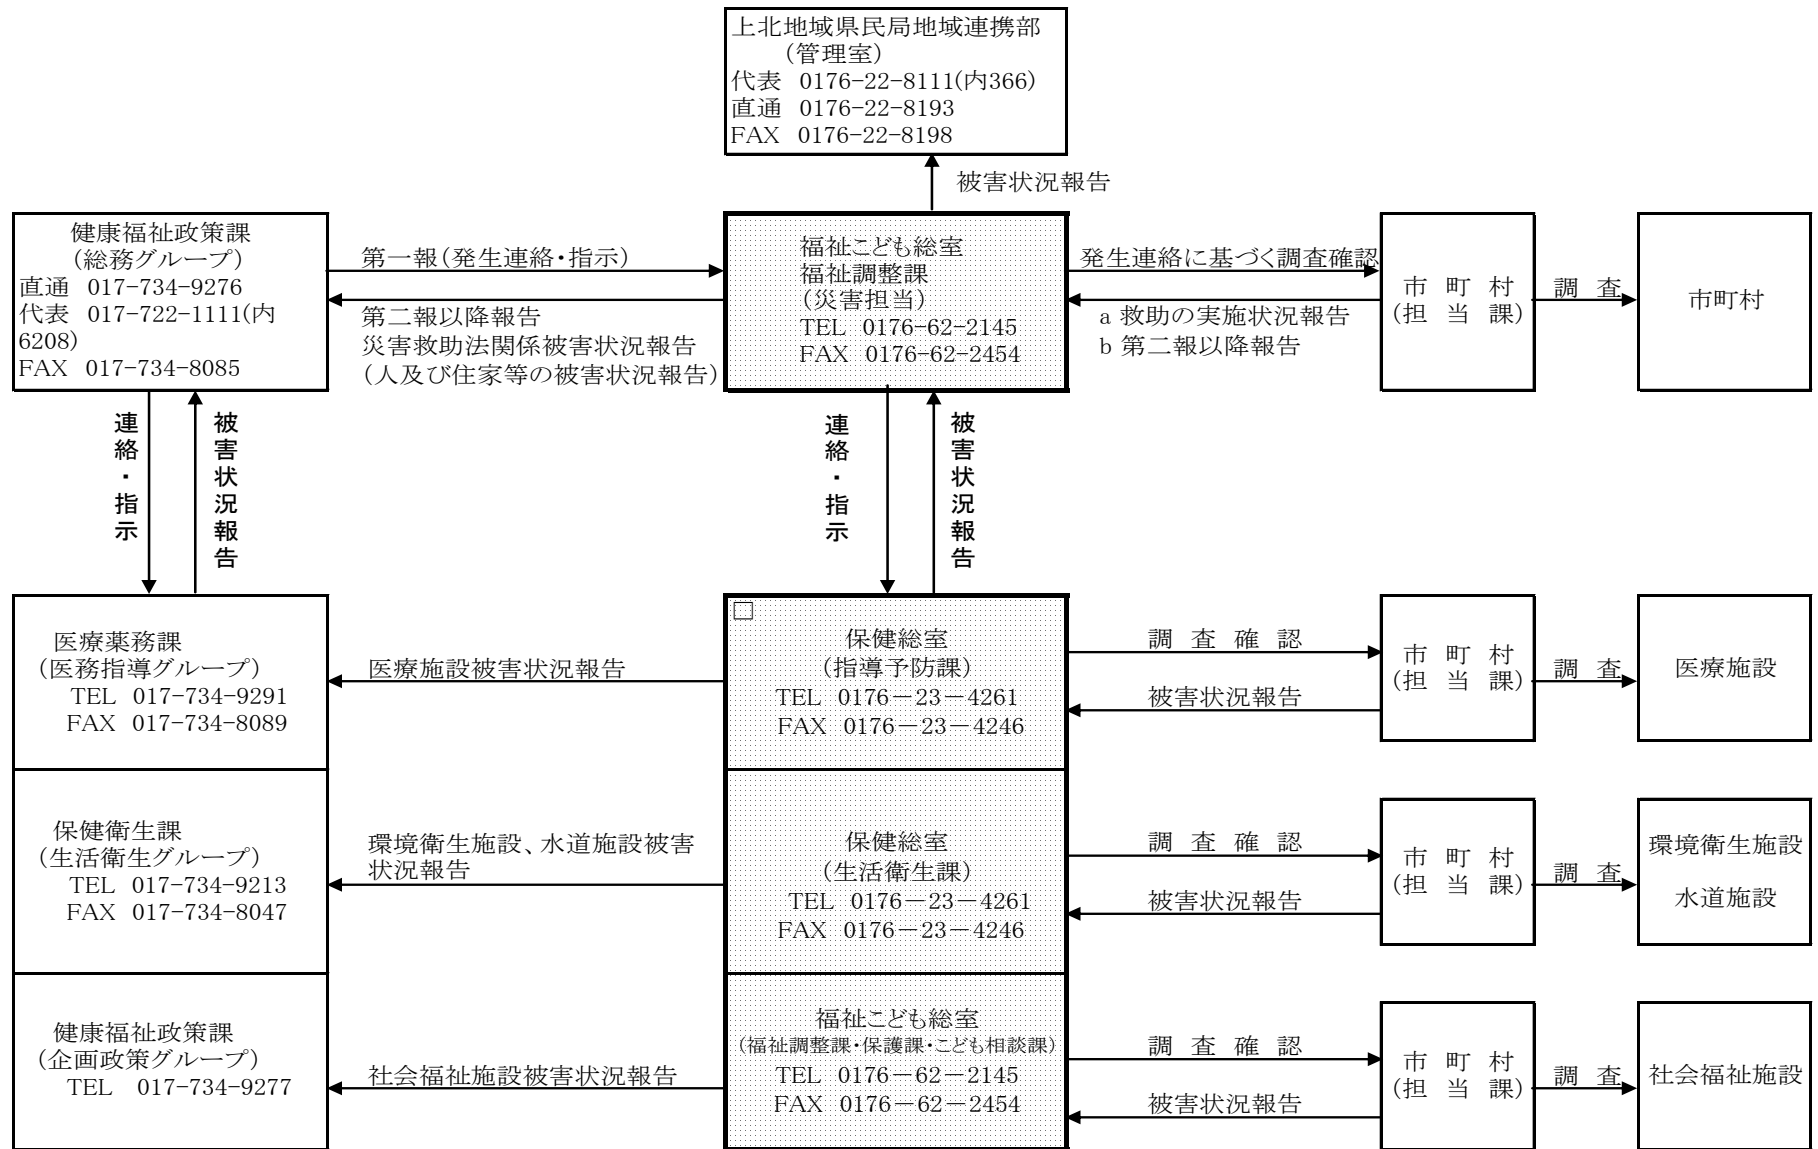 上北地域県民局地域連携部
(管理室)
代表 0176-22-8111(内366)
直通 0176-22-8193
FAX 0176-22-8198
被害状況報告
健康福祉政策課
(総務グループ)
直通 017-734-9276
代表 017-722-1111(内
6208)
FAX 017-734-8085
第一報(発生連絡・指示)
第二報以降報告
災害救助法関係被害状況報告
(人及び住家等の被害状況報告)
福祉こども総室
福祉調整課
(災害担当)
TEL 0176-62-2145
FAX 0176-62-2454
発生連絡に基づく調査確認
a 救助の実施状況報告
b 第二報以降報告
市 町 村
(担 当 課)
調 査
市町村
連絡・指示
被害状況報告
連絡・指示
被害状況報告
医療薬務課
(医務指導グループ)
TEL 017-734-9291
FAX 017-734-8089
医療施設被害状況報告
□
保健総室
(指導予防課)
TEL 0176-23-4261
FAX 0176-23-4246
調 査 確 認
被害状況報告
市 町 村
(担 当 課)
調 査
医療施設
保健衛生課
(生活衛生グループ)
TEL 017-734-9213
FAX 017-734-8047
環境衛生施設、水道施設被害
状況報告
保健総室
(生活衛生課)
TEL 0176-23-4261
FAX 0176-23-4246
調 査 確 認
被害状況報告
市 町 村
(担 当 課)
調 査
環境衛生施設
水道施設
健康福祉政策課
(企画政策グループ)
TEL 017-734-9277
社会福祉施設被害状況報告
福祉こども総室
(福祉調整課・保護課・こども相談課)
TEL 0176-62-2145
FAX 0176-62-2454
調 査 確 認
被害状況報告
市 町 村
(担 当 課)
調 査
社会福祉施設